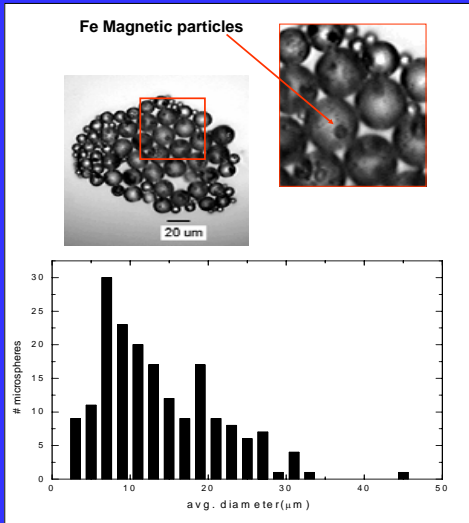 Fe Magnetic particles
20 um
# microspheres
30
25
20
15
10
5
0
0 10 20 30 40 50
avg. diameter(μm)